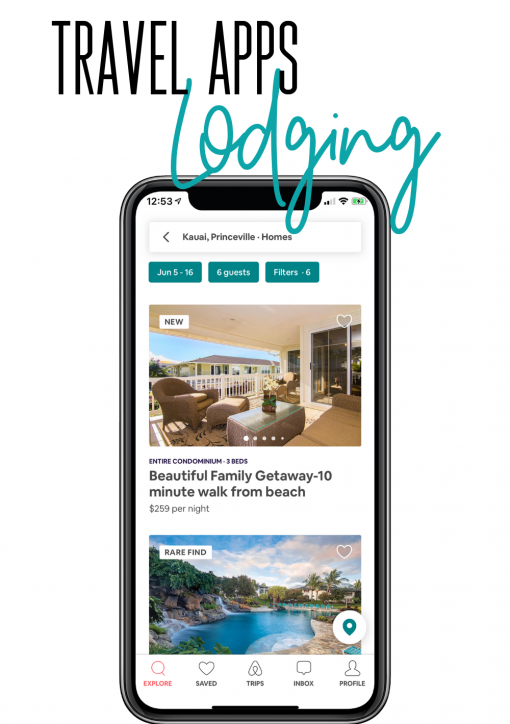 TRAVEL APPS
Lodging
12:53
Kauai, Princeville · Homes
Jun 5 - 16
6 guests
Filters · 6
NEW
ENTIRE CONDOMINIUM · 3 BEDS
Beautiful Family Getaway-10
minute walk from beach
$259 per night
RARE FIND
EXPLORE
SAVED
TRIPS
INBOX
PROFILE